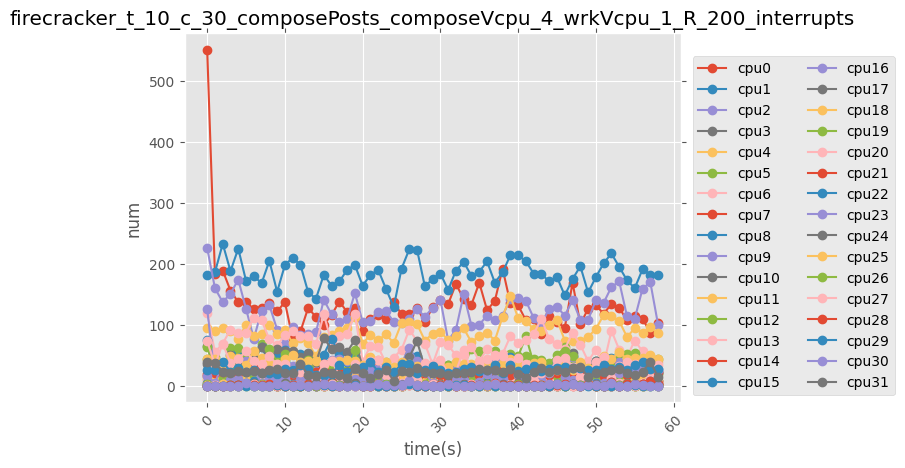 firecracker_t_10_c_30_composePosts_composeVcpu_4_wrkVcpu_1_R_200_interrupts
500
400
300
200
100
0
num
0
10
20
30
40
50
60
time(s)
cpu0
cpu1
cpu2
cpu3
cpu4
cpu5
cpu6
cpu7
cpu8
cpu9
cpu10
cpu11
cpu12
cpu13
cpu14
cpu15
cpu16
cpu17
cpu18
cpu19
cpu20
cpu21
cpu22
cpu23
cpu24
cpu25
cpu26
cpu27
cpu28
cpu29
cpu30
cpu31